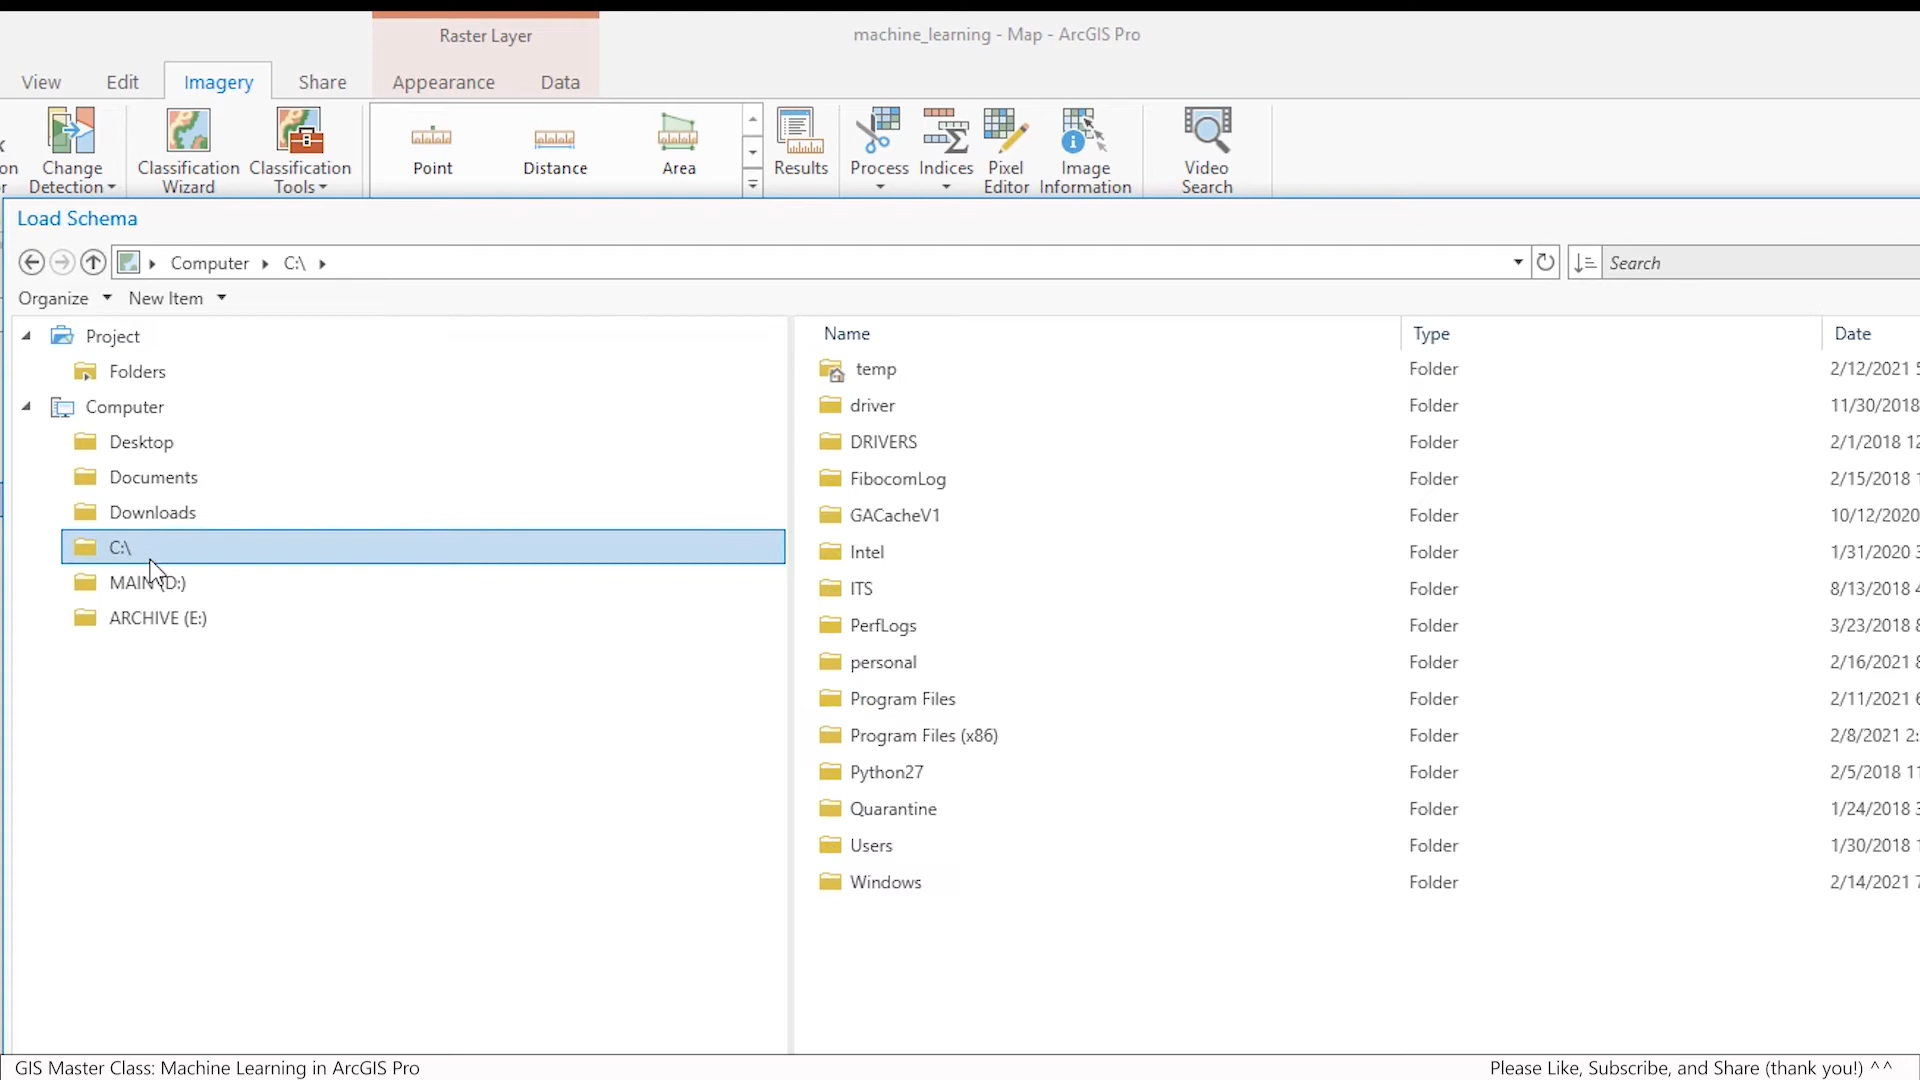 Raster Layer
machine_learning - Map - ArcGIS Pro
View Edit Imagery Share Appearance Data
Change Detection
Classification Wizard
Classification Tools
Point
Distance
Area
Results
Process
Indices
Pixel Editor
Image Information
Video Search
Load Schema
Computer C:\
Search
Organize New Item
Project
Folders
Computer
Desktop
Documents
Downloads
C:\
MAIN (D:)
ARCHIVE (E:)
Name Type Date
temp Folder 2/12/2021
driver Folder 11/30/2018
DRIVERS Folder 2/1/2018
FibocomLog Folder 2/15/2018
GACacheV1 Folder 10/12/2020
Intel Folder 1/31/2020
ITS Folder 8/13/2018
PerfLogs Folder 3/23/2018
personal Folder 2/16/2021
Program Files Folder 2/11/2021
Program Files (x86) Folder 2/8/2021
Python27 Folder 2/5/2018
Quarantine Folder 1/24/2018
Users Folder 1/30/2018
Windows Folder 2/14/2021
GIS Master Class: Machine Learning in ArcGIS Pro
Please Like, Subscribe, and Share (thank you!) ^^